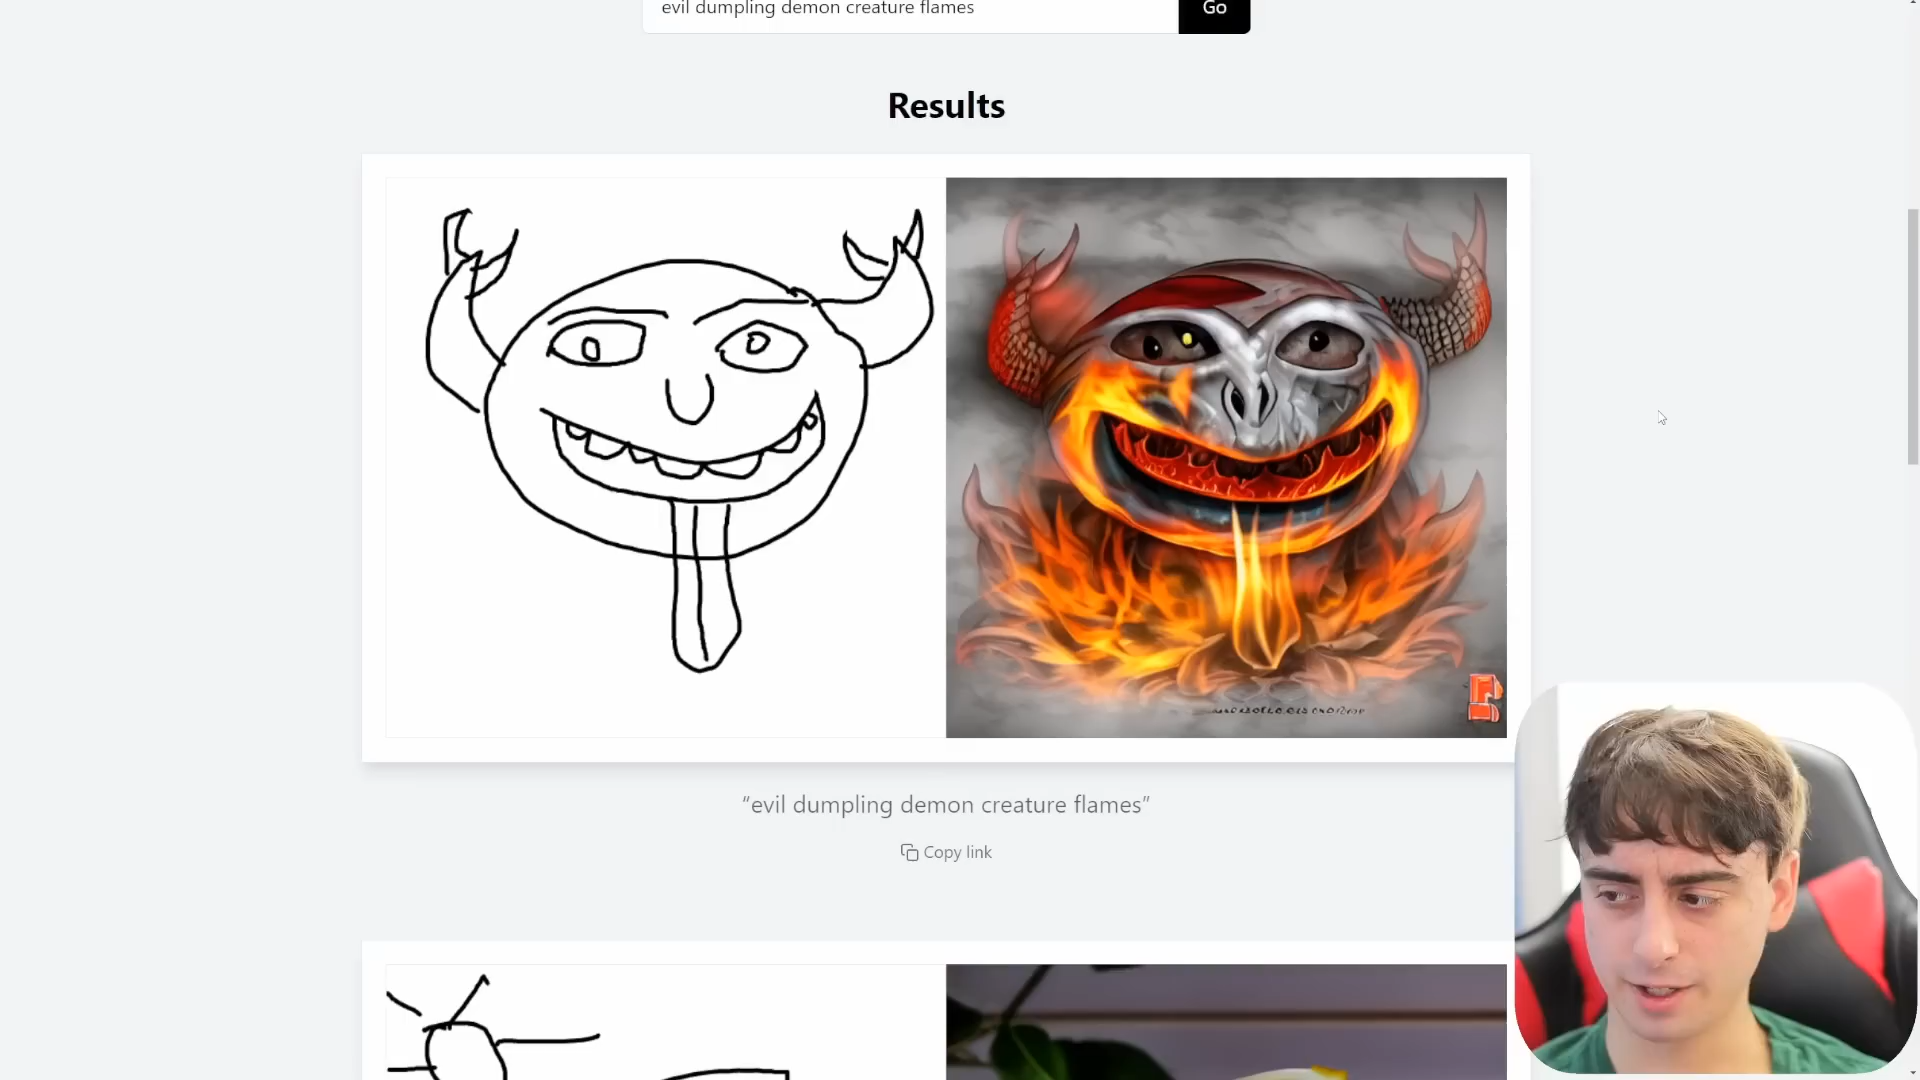 evil dumpling demon creature flames
Go
Results
“evil dumpling demon creature flames”
Copy link